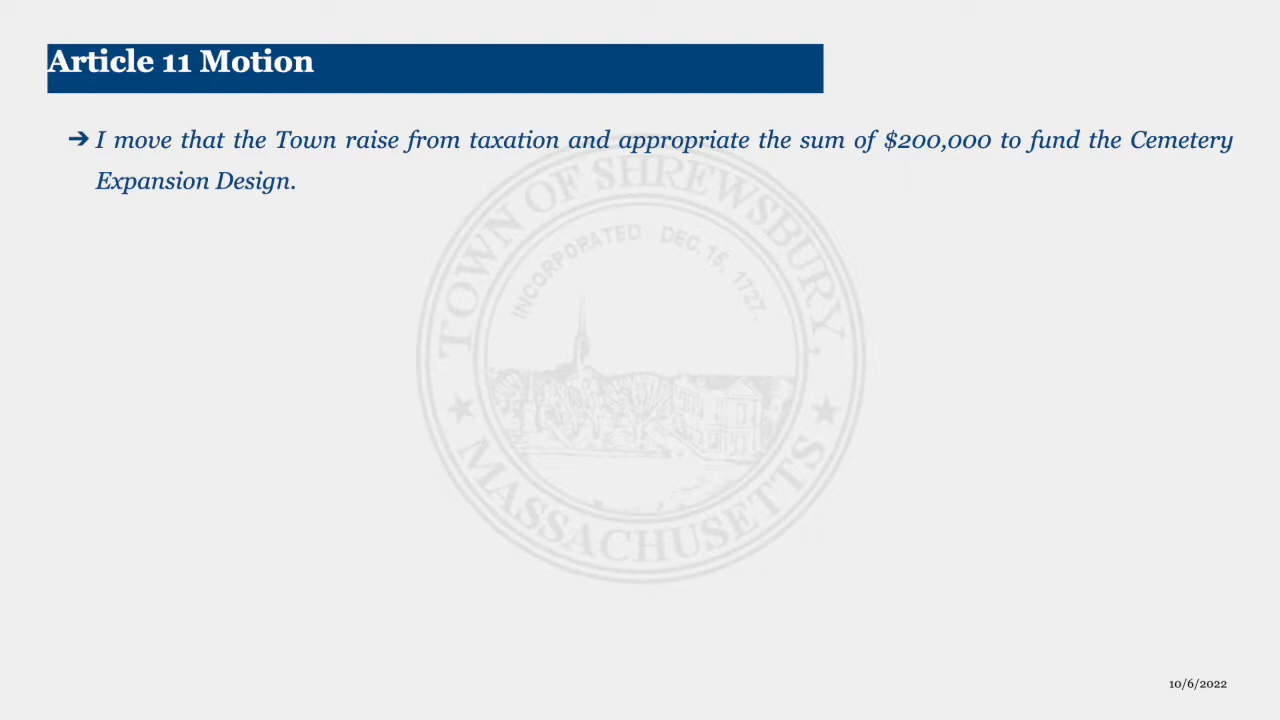 Article 11 Motion
➔ I move that the Town raise from taxation and appropriate the sum of $200,000 to fund the Cemetery
Expansion Design.
TOWN OF SHREWSBURY,
INCORPORATED DEC. 15, 1727.
★ MASSACHUSETTS ★
10/6/2022